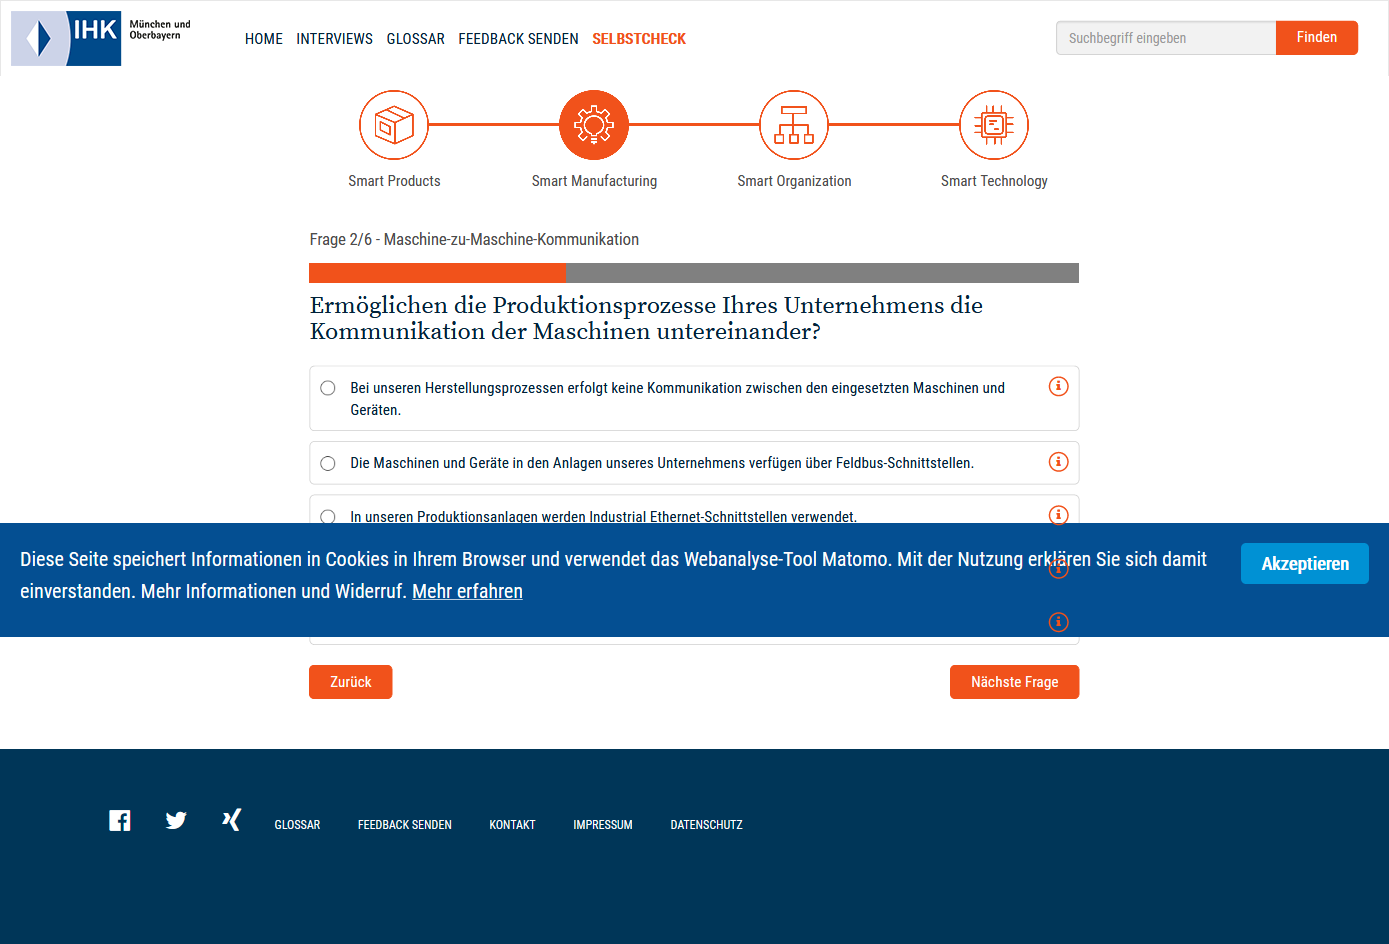 IHK
München und
Oberbayern
HOME INTERVIEWS GLOSSAR FEEDBACK SENDEN SELBSTCHECK
Suchbegriff eingeben
Finden
Smart Products
Smart Manufacturing
Smart Organization
Smart Technology
Frage 2/6 - Maschine-zu-Maschine-Kommunikation
Ermöglichen die Produktionsprozesse Ihres Unternehmens die
Kommunikation der Maschinen untereinander?
Bei unseren Herstellungsprozessen erfolgt keine Kommunikation zwischen den eingesetzten Maschinen und
Geräten.
Die Maschinen und Geräte in den Anlagen unseres Unternehmens verfügen über Feldbus-Schnittstellen.
In unseren Produktionsanlagen werden Industrial Ethernet-Schnittstellen verwendet.
Diese Seite speichert Informationen in Cookies in Ihrem Browser und verwendet das Webanalyse-Tool Matomo. Mit der Nutzung erklären Sie sich damit
einverstanden. Mehr Informationen und Widerruf. Mehr erfahren
Akzeptieren
Zurück
Nächste Frage
GLOSSAR FEEDBACK SENDEN KONTAKT IMPRESSUM DATENSCHUTZ